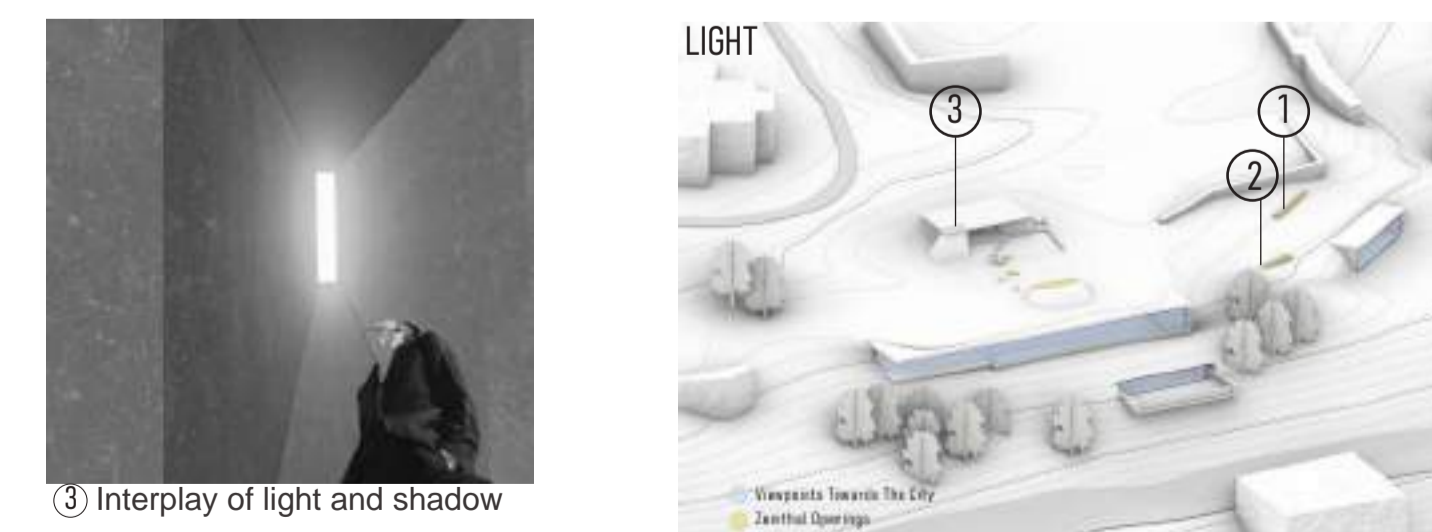 LIGHT
3
1
2
3 Interplay of light and shadow
Viewpoints Towards The City
Zenithal Openings